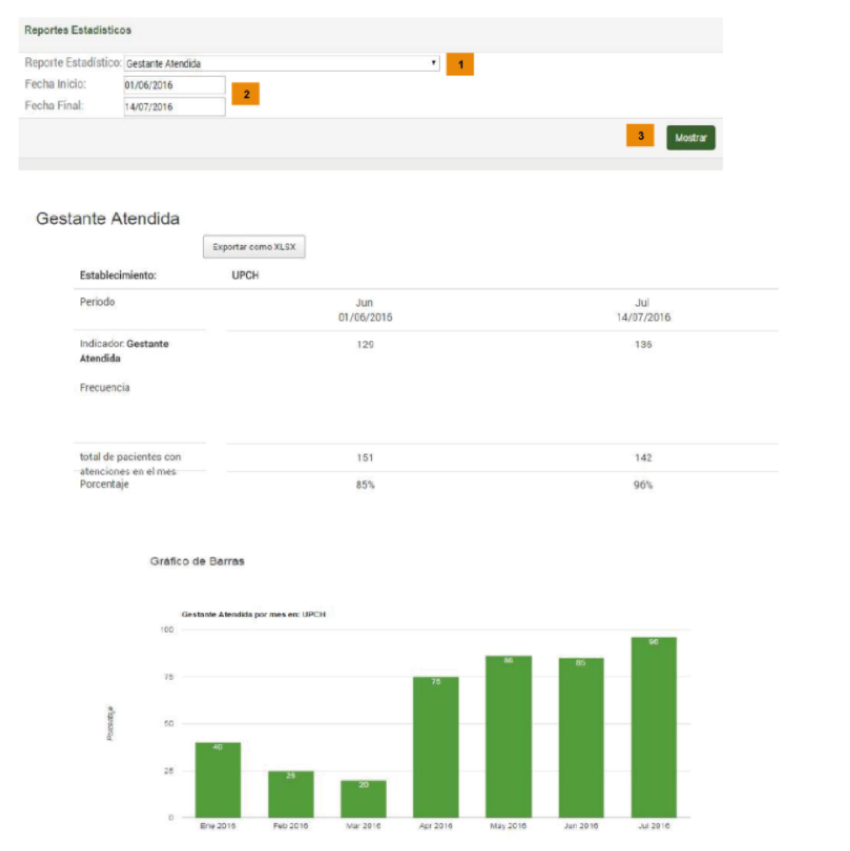 Reportes Estadisticos
Reporte Estadístico: Gestante Atendida 1
Fecha Inicio: 01/06/2016
2
Fecha Final: 14/07/2016
3 Mostrar
Gestante Atendida
Exportar como XLSX
Establecimiento: UPCH
Periodo Jun Jul
01/06/2016 14/07/2016
Indicador: Gestante 129 136
Atendida
Frecuencia
total de pacientes con 151 142
atenciones en el mes
Porcentaje 85% 96%
Gráfico de Barras
Gestante Atendida por mes en: UPCH
100
75
50
25
0
Porcentaje
40
25
20
75
86
85
96
Ene 2016 Feb 2016 Mar 2016 Apr 2016 May 2016 Jun 2016 Jul 2016